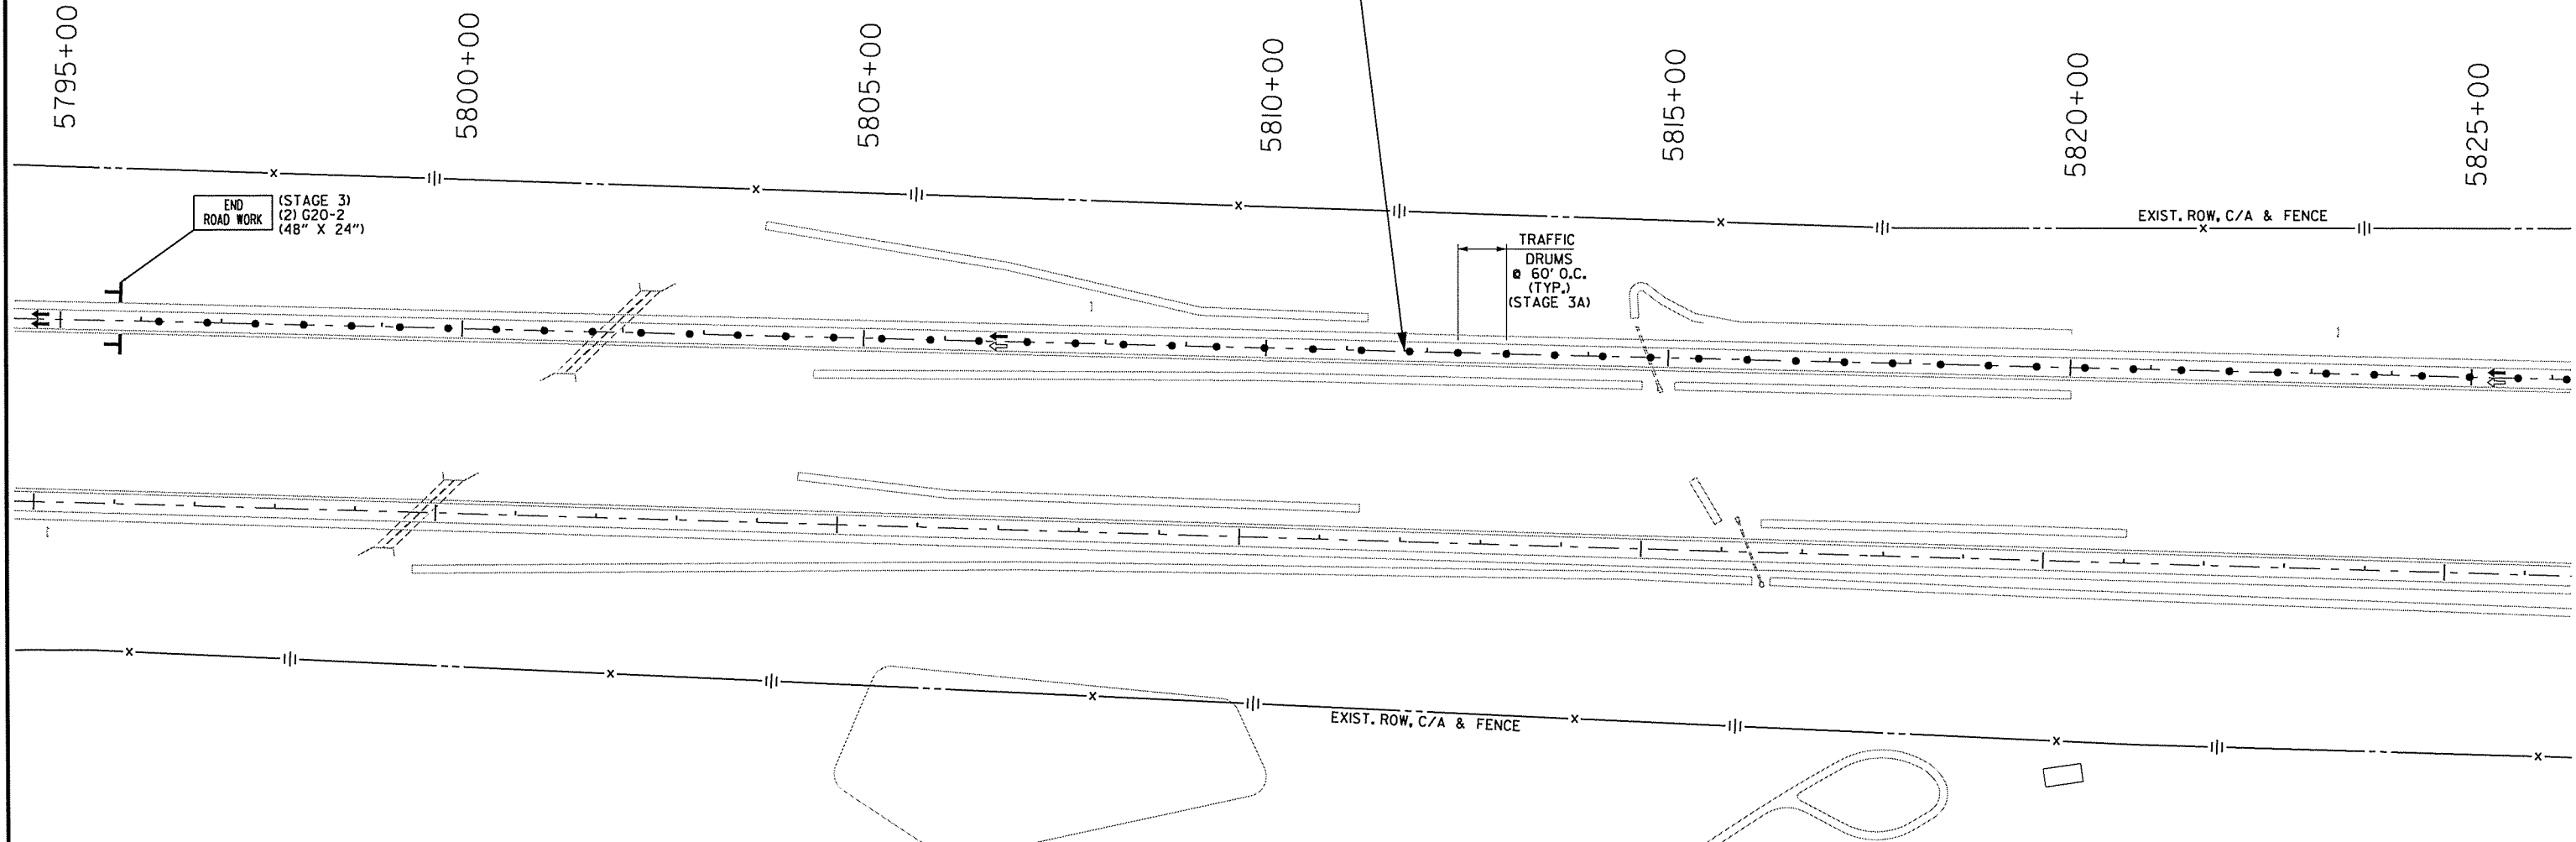 5795+00
5800+00
5805+00
5810+00
5815+00
5820+00
5825+00
END
ROAD WORK
(STAGE 3)
(2) G20-2
(48" X 24")
EXIST. ROW, C/A & FENCE
TRAFFIC
DRUMS
@ 60' O.C.
(TYP.)
(STAGE 3A)
EXIST. ROW, C/A & FENCE